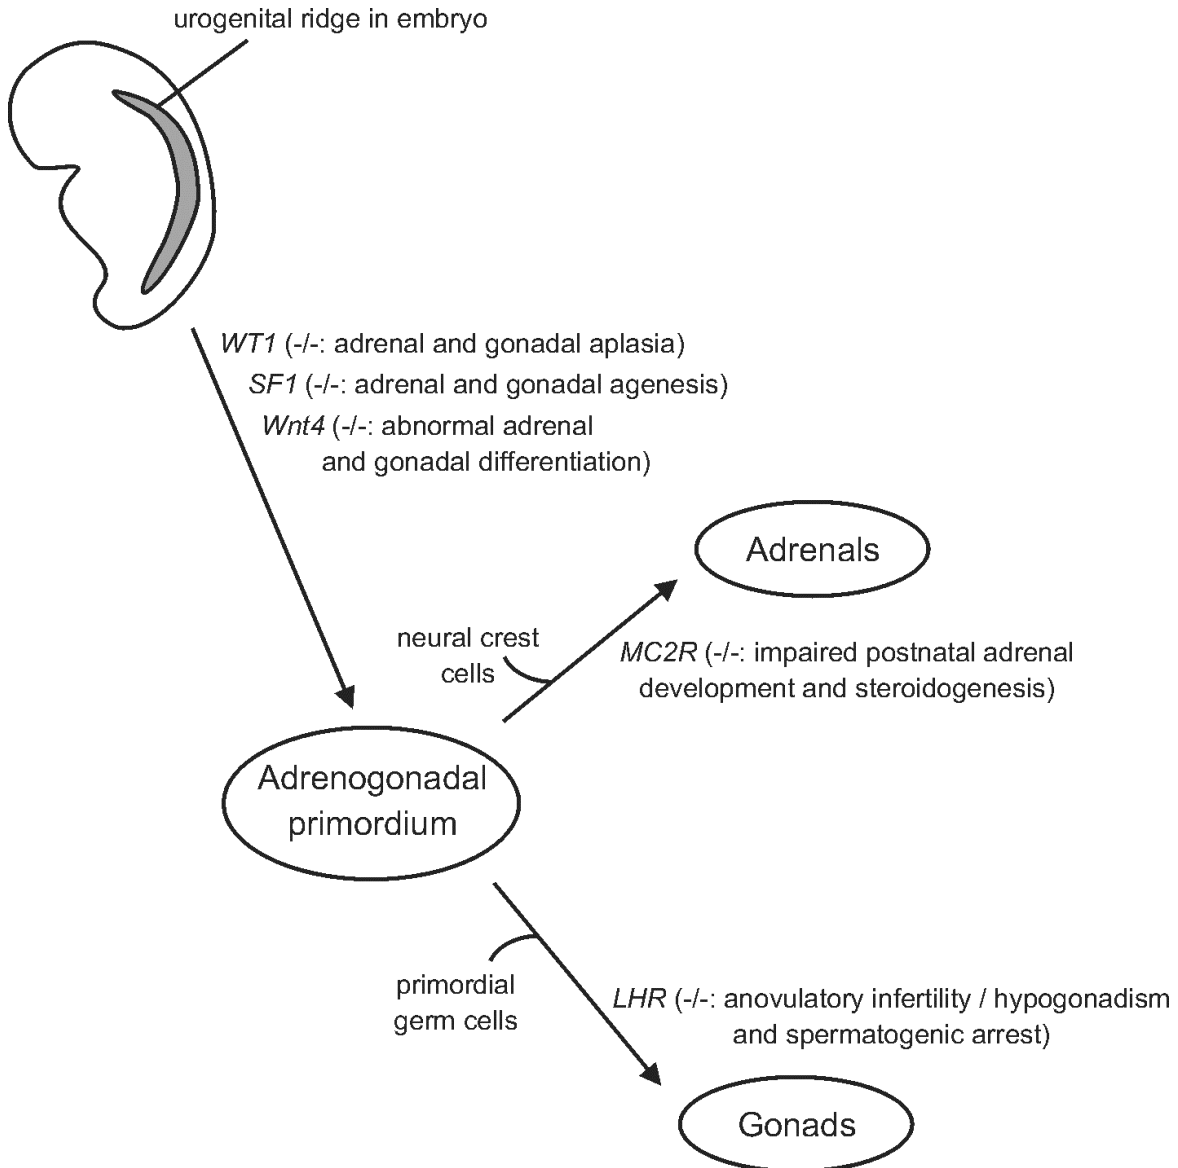 urogenital ridge in embryo
WT1 (-/-: adrenal and gonadal aplasia)
SF1 (-/-: adrenal and gonadal agenesis)
Wnt4 (-/-: abnormal adrenal
and gonadal differentiation)
Adrenals
neural crest
cells
MC2R (-/-: impaired postnatal adrenal
development and steroidogenesis)
Adrenogonadal
primordium
primordial
germ cells
LHR (-/-: anovulatory infertility / hypogonadism
and spermatogenic arrest)
Gonads